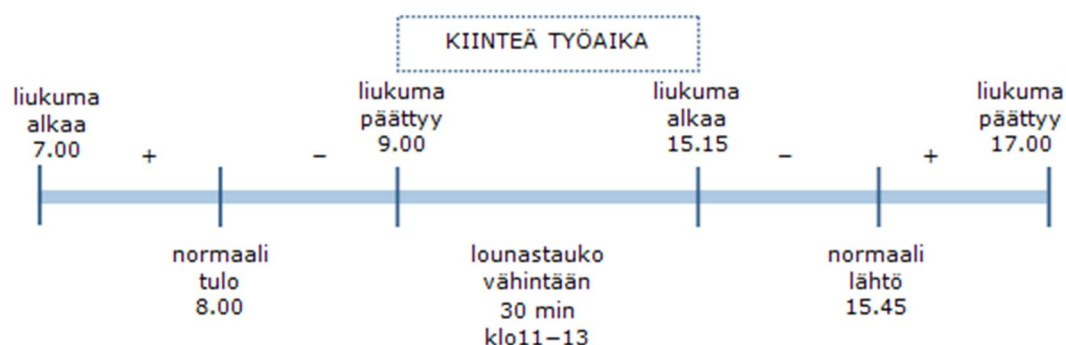 KIINTEÄ TYÖAIKA
liukuma
alkaa
7.00
liukuma
päättyy
9.00
liukuma
alkaa
15.15
liukuma
päättyy
17.00
+
–
–
+
normaali
tulo
8.00
lounastauko
vähintään
30 min
klo11–13
normaali
lähtö
15.45